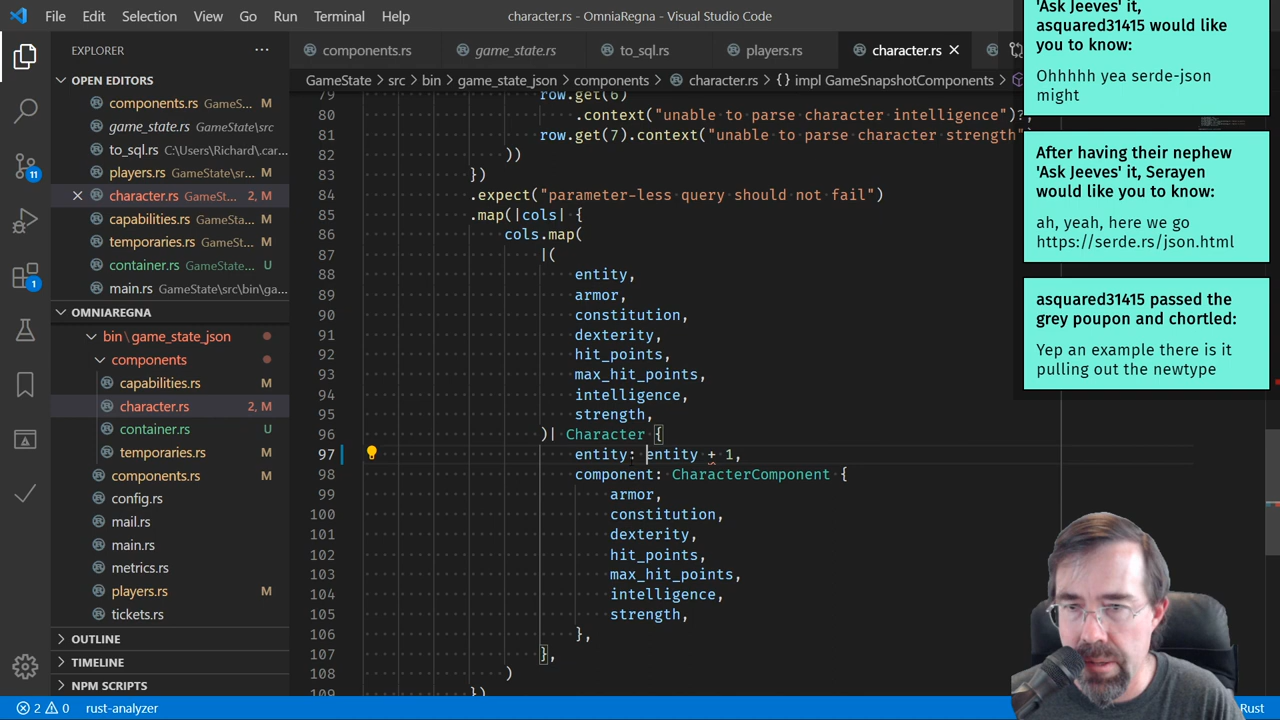 File Edit Selection View Go Run Terminal Help
character.rs - OmniaRegna - Visual Studio Code
EXPLORER
OPEN EDITORS
components.rs GameS... M
game_state.rs GameState\src
to_sql.rs C:\Users\Richard\.car...
players.rs GameState\sr... M
character.rs GameSt... 2, M
capabilities.rs GameSta... M
temporaries.rs GameSta... M
container.rs GameState... U
main.rs GameState\src\bin\ga...
11
1
OMNIAREGNA
bin \ game_state_json
components
capabilities.rs M
character.rs 2, M
container.rs U
temporaries.rs M
components.rs M
config.rs
mail.rs
main.rs
metrics.rs
players.rs M
tickets.rs
OUTLINE
TIMELINE
NPM SCRIPTS
components.rs game_state.rs to_sql.rs players.rs character.rs
GameState > src > bin > game_state_json > components > character.rs > {} impl GameSnapshotComponents >
79 row.get(6)
80 .context("unable to parse character intelligence")?,
81 row.get(7).context("unable to parse character strength"
82 ))
83 })
84 .expect("parameter-less query should not fail")
85 .map(|cols| {
86 cols.map(
87 |(
88 entity,
89 armor,
90 constitution,
91 dexterity,
92 hit_points,
93 max_hit_points,
94 intelligence,
95 strength,
96 )| Character {
97 entity: entity + 1,
98 component: CharacterComponent {
99 armor,
100 constitution,
101 dexterity,
102 hit_points,
103 max_hit_points,
104 intelligence,
105 strength,
106 },
107 },
108 )
109 })
'Ask Jeeves' it,
asquared31415 would like
you to know:
Ohhhhh yea serde-json
might
After having their nephew
'Ask Jeeves' it, Serayen
would like you to know:
ah, yeah, here we go
https://serde.rs/json.html
asquared31415 passed the
grey poupon and chortled:
Yep an example there is it
pulling out the newtype
2 0 rust-analyzer
Rust